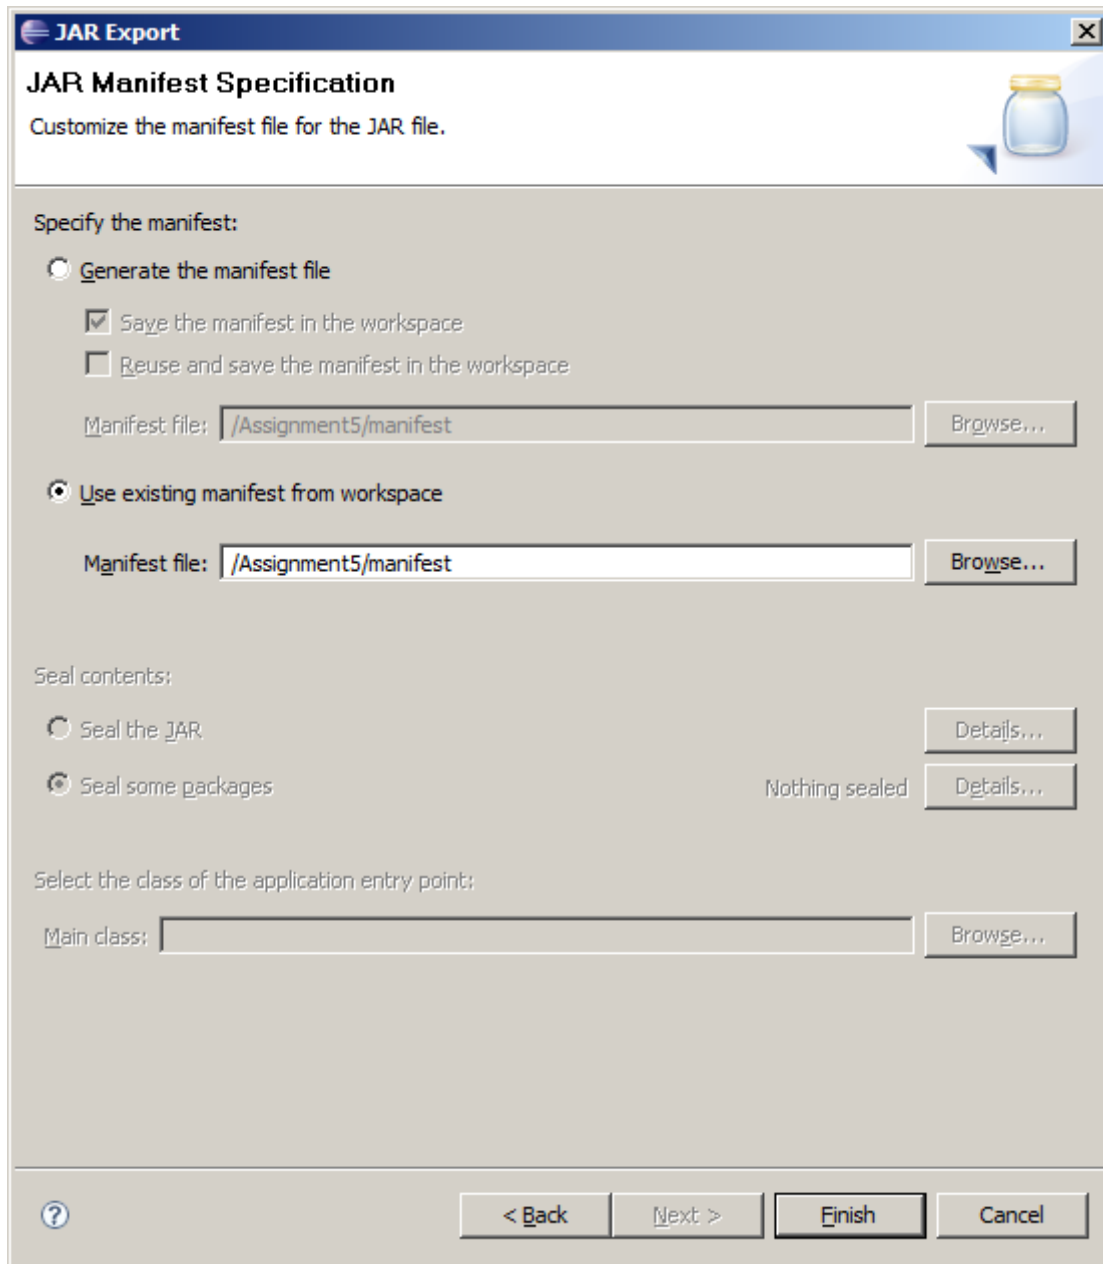 JAR Export
JAR Manifest Specification
Customize the manifest file for the JAR file.
Specify the manifest:
Generate the manifest file
Save the manifest in the workspace
Reuse and save the manifest in the workspace
Manifest file: /Assignment5/manifest Browse...
Use existing manifest from workspace
Manifest file: /Assignment5/manifest Browse...
Seal contents:
Seal the JAR Details...
Seal some packages Nothing sealed Details...
Select the class of the application entry point:
Main class: Browse...
? < Back Next > Finish Cancel